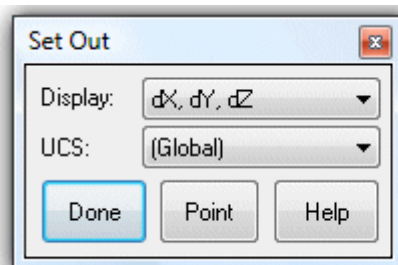 Set Out
Display: dX, dY, dZ
UCS: (Global)
Done Point Help